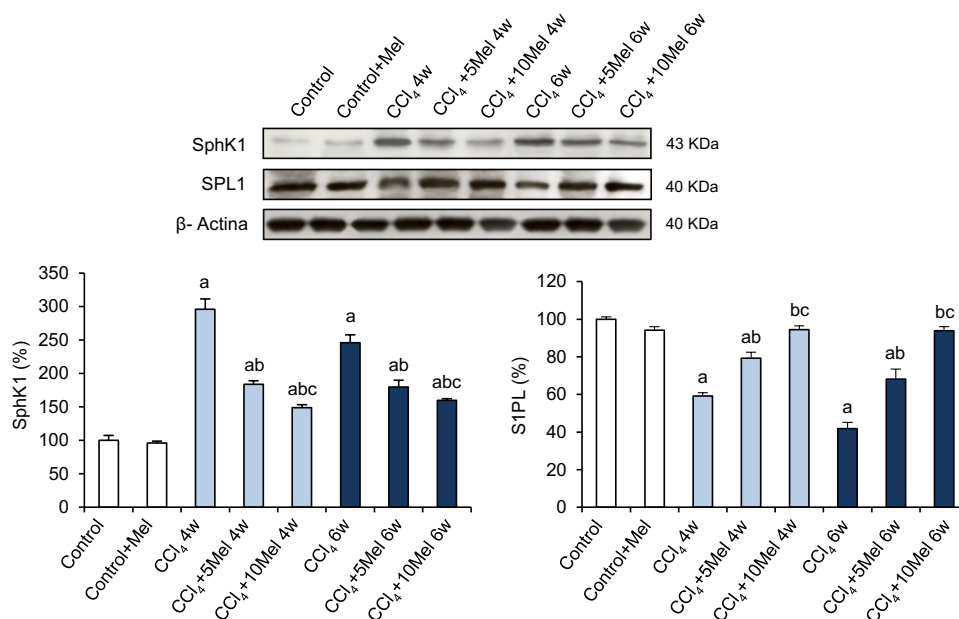 Control
Control+Mel
CCl₄ 4w
CCl₄+5Mel 4w
CCl₄+10Mel 4w
CCl₄ 6w
CCl₄+5Mel 6w
CCl₄+10Mel 6w
SphK1
43 KDa
SPL1
40 KDa
β- Actina
40 KDa
SphK1 (%)
350
300
250
200
150
100
50
0
a
ab
abc
a
ab
abc
Control
Control+Mel
CCl₄ 4w
CCl₄+5Mel 4w
CCl₄+10Mel 4w
CCl₄ 6w
CCl₄+5Mel 6w
CCl₄+10Mel 6w
S1PL (%)
120
100
80
60
40
20
0
a
ab
bc
a
ab
bc
Control
Control+Mel
CCl₄ 4w
CCl₄+5Mel 4w
CCl₄+10Mel 4w
CCl₄ 6w
CCl₄+5Mel 6w
CCl₄+10Mel 6w